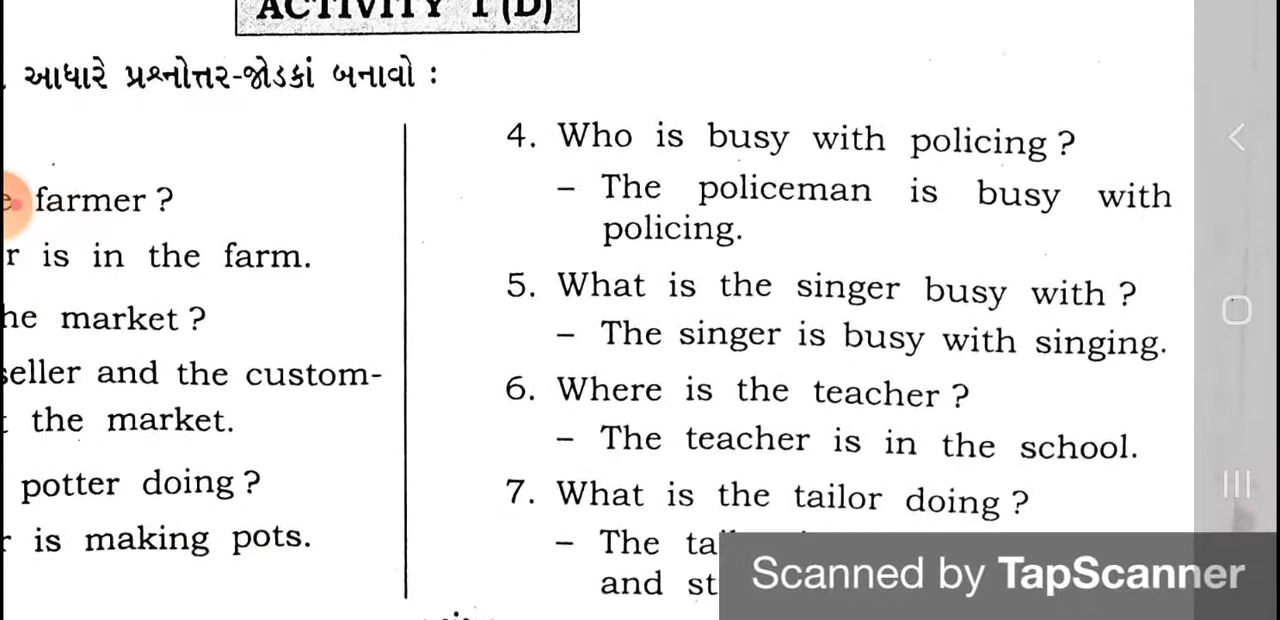 ACTIVITY 1 (D)
આધારે પ્રશ્નોત્તર-જોડકાં બનાવો :
farmer ?
r is in the farm.
he market ?
seller and the custom-
the market.
potter doing ?
r is making pots.
4. Who is busy with policing ?
– The policeman is busy with
policing.
5. What is the singer busy with ?
– The singer is busy with singing.
6. Where is the teacher ?
– The teacher is in the school.
7. What is the tailor doing ?
– The
and
Scanned by TapScanner